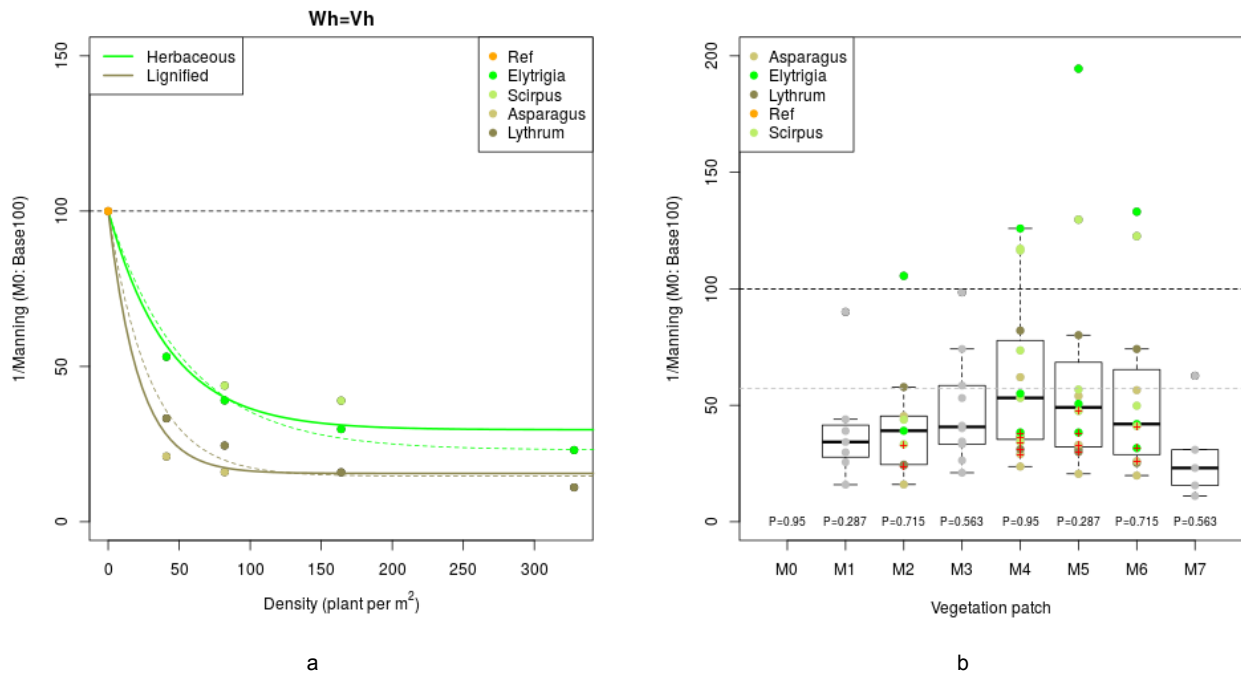 Wh=Vh
Herbaceous
Lignified
Ref
Elytrigia
Scirpus
Asparagus
Lythrum
1/Manning (M0: Base100)
150
100
50
0
0 50 100 150 200 250 300
Density (plant per m²)
a
Asparagus
Elytrigia
Lythrum
Ref
Scirpus
1/Manning (M0: Base100)
200
150
100
50
0
P=0.95 P=0.287 P=0.715 P=0.563 P=0.95 P=0.287 P=0.715 P=0.563
M0 M1 M2 M3 M4 M5 M6 M7
Vegetation patch
b